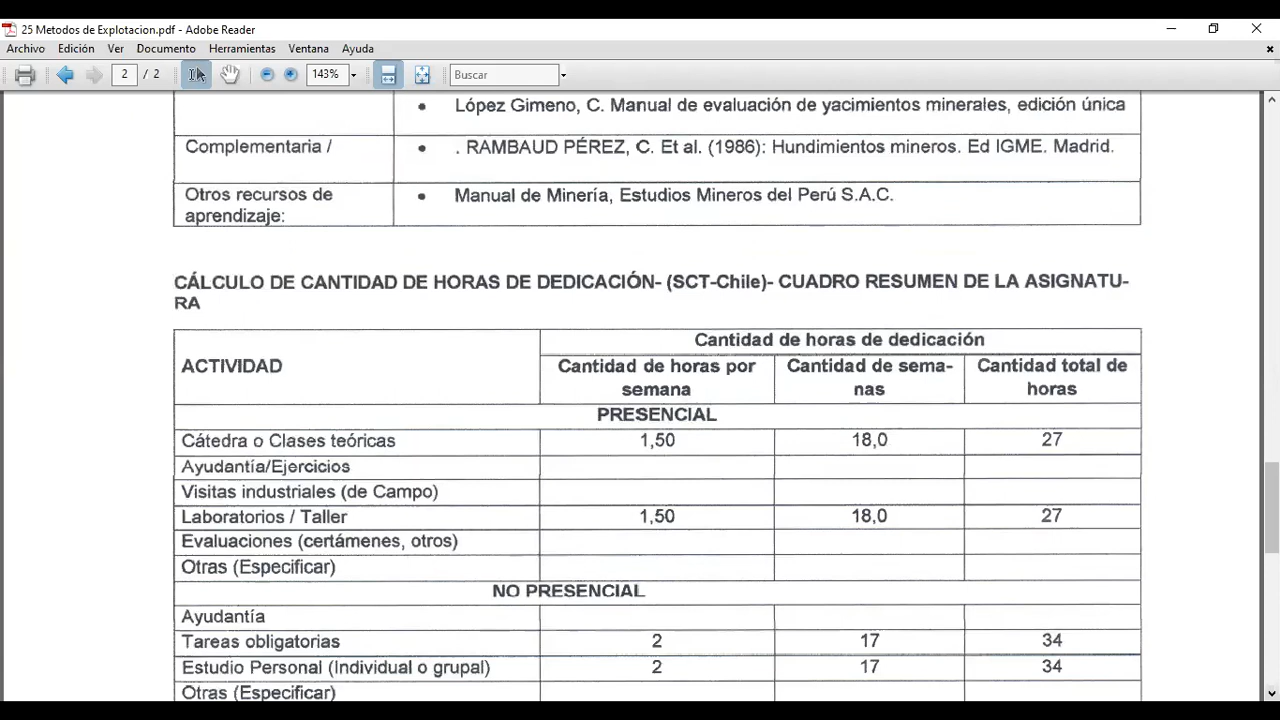 25 Metodos de Explotacion.pdf - Adobe Reader
Archivo Edición Ver Documento Herramientas Ventana Ayuda
2 / 2 143% Buscar
• López Gimeno, C. Manual de evaluación de yacimientos minerales, edición única
Complementaria / • . RAMBAUD PÉREZ, C. Et al. (1986): Hundimientos mineros. Ed IGME. Madrid.
Otros recursos de • Manual de Minería, Estudios Mineros del Perú S.A.C.
aprendizaje:
CÁLCULO DE CANTIDAD DE HORAS DE DEDICACIÓN- (SCT-Chile)- CUADRO RESUMEN DE LA ASIGNATU-
RA
Cantidad de horas de dedicación
ACTIVIDAD Cantidad de horas por Cantidad de sema- Cantidad total de
semana nas horas
PRESENCIAL
Cátedra o Clases teóricas 1,50 18,0 27
Ayudantía/Ejercicios
Visitas industriales (de Campo)
Laboratorios / Taller 1,50 18,0 27
Evaluaciones (certámenes, otros)
Otras (Especificar)
NO PRESENCIAL
Ayudantía
Tareas obligatorias 2 17 34
Estudio Personal (Individual o grupal) 2 17 34
Otras (Especificar)